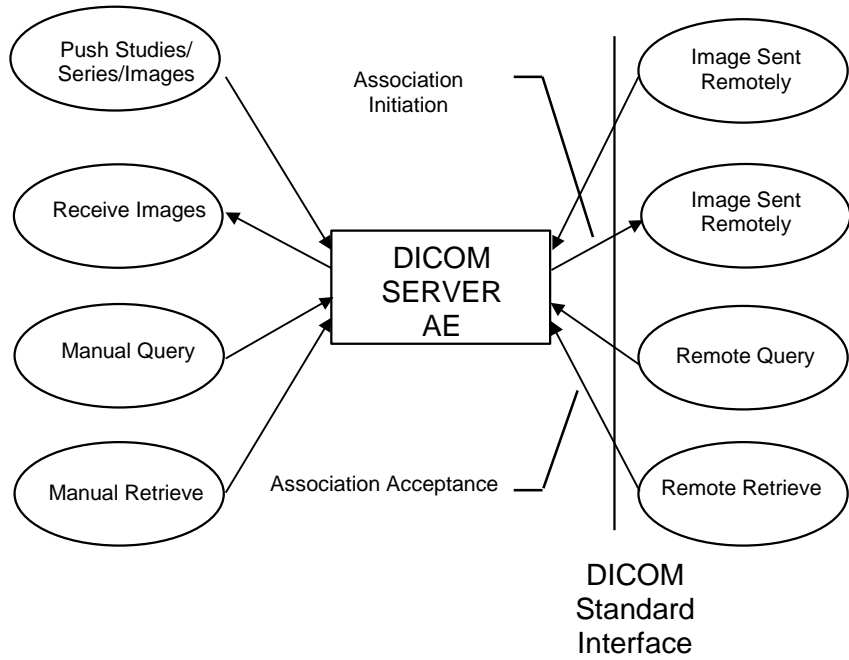 Push Studies/
Series/Images
Association
Initiation
Image Sent
Remotely
Receive Images
Image Sent
Remotely
DICOM
SERVER
AE
Manual Query
Remote Query
Manual Retrieve
Association Acceptance
Remote Retrieve
DICOM
Standard
Interface